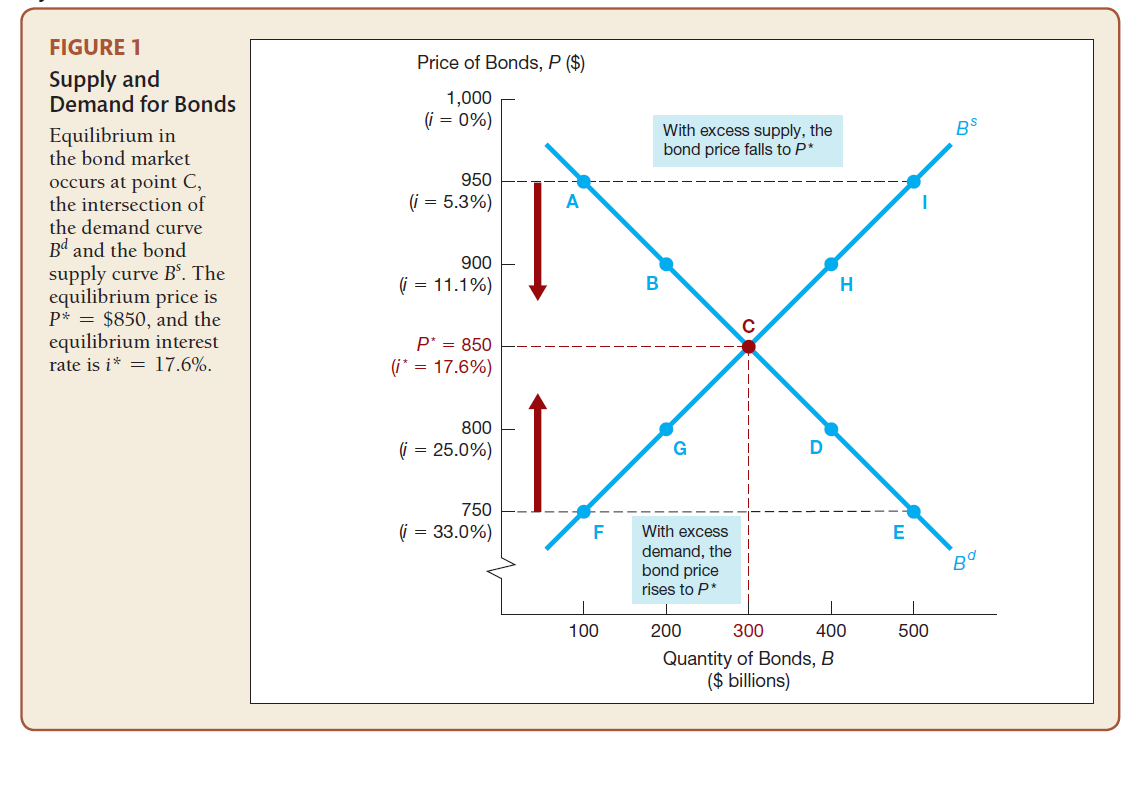 FIGURE 1
Supply and
Demand for Bonds
Equilibrium in
the bond market
occurs at point C,
the intersection of
the demand curve
Bd and the bond
supply curve Bs. The
equilibrium price is
P* = $850, and the
equilibrium interest
rate is i* = 17.6%.
Price of Bonds, P ($)
1,000
(i = 0%)
With excess supply, the
bond price falls to P*
Bs
950
(i = 5.3%)
A
I
900
(i = 11.1%)
B
H
C
P* = 850
(i* = 17.6%)
800
(i = 25.0%)
G
D
750
(i = 33.0%)
F
E
With excess
demand, the
bond price
rises to P*
Bd
100 200 300 400 500
Quantity of Bonds, B
($ billions)